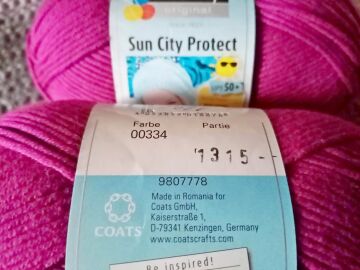 original
Sun City Protect
UPF 50+
Farbe Partie
00334
1315--
9807778
Made in Romania for
Coats GmbH,
Kaiserstraße 1,
D-79341 Kenzingen, Germany
www.coatscrafts.com
COATS
Be inspired!